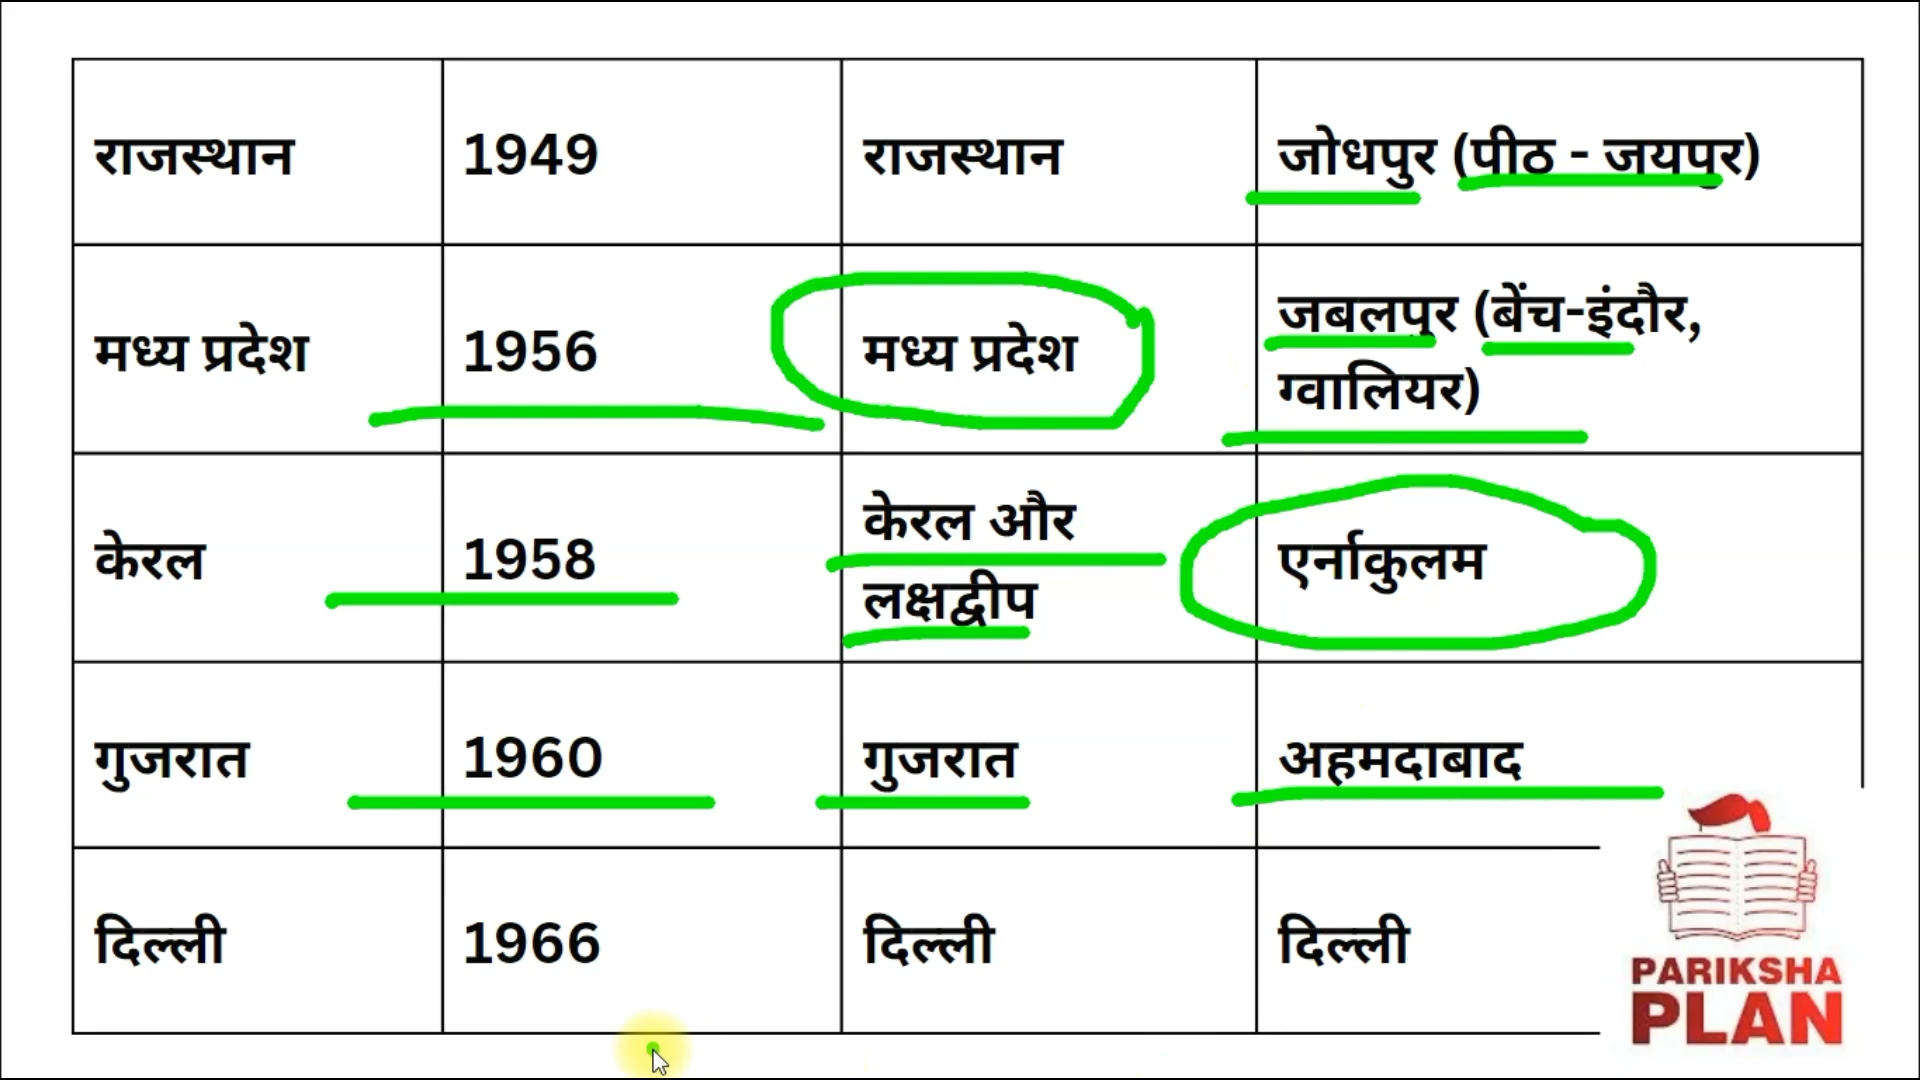 राजस्थान 1949 राजस्थान जोधपुर (पीठ - जयपुर)
मध्य प्रदेश 1956 मध्य प्रदेश जबलपुर (बेंच-इंदौर,
ग्वालियर)
केरल 1958 केरल और
लक्षद्वीप एर्नाकुलम
गुजरात 1960 गुजरात अहमदाबाद
दिल्ली 1966 दिल्ली दिल्ली
PARIKSHA
PLAN